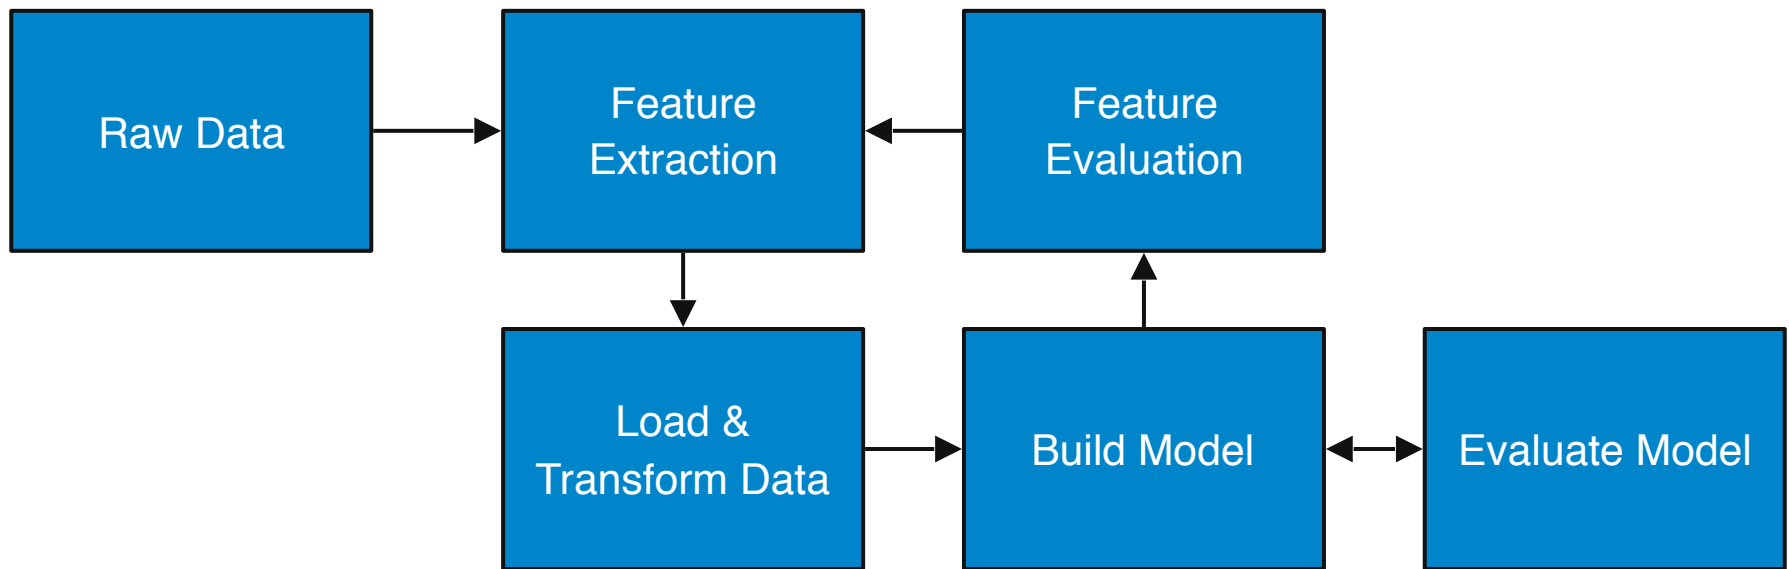 Raw Data
Feature
Extraction
Feature
Evaluation
Load &
Transform Data
Build Model
Evaluate Model